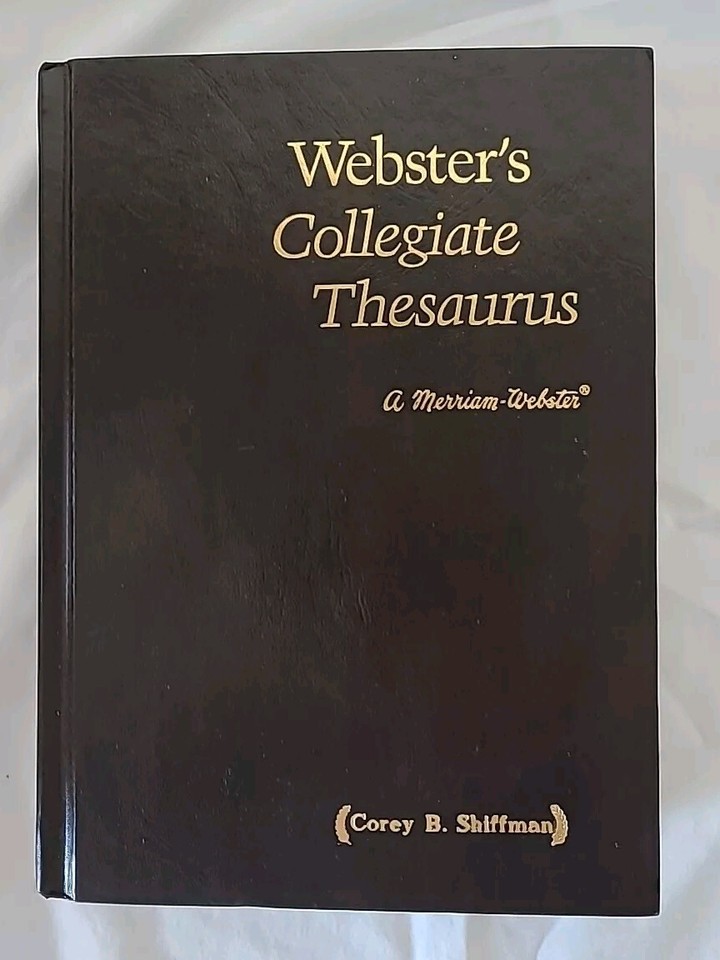 Webster's
Collegiate
Thesaurus
A Merriam-Webster®
(Corey B. Shiffman)